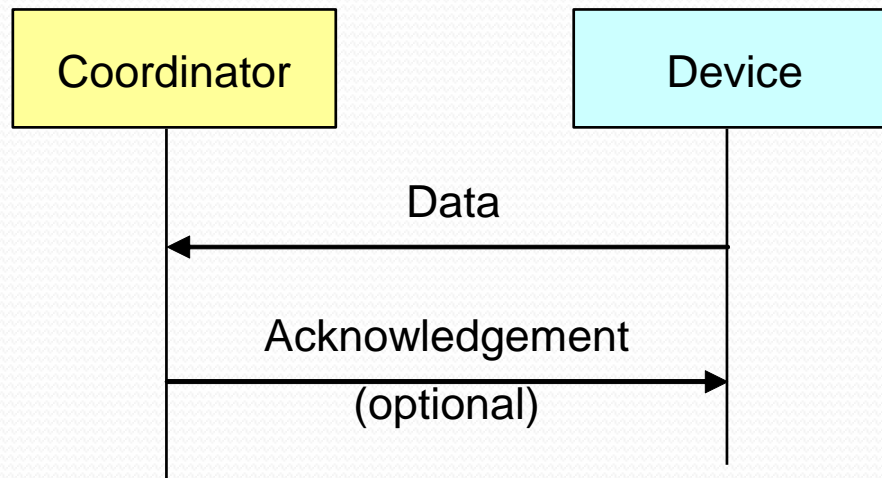 Coordinator
Device
Data
Acknowledgement
(optional)